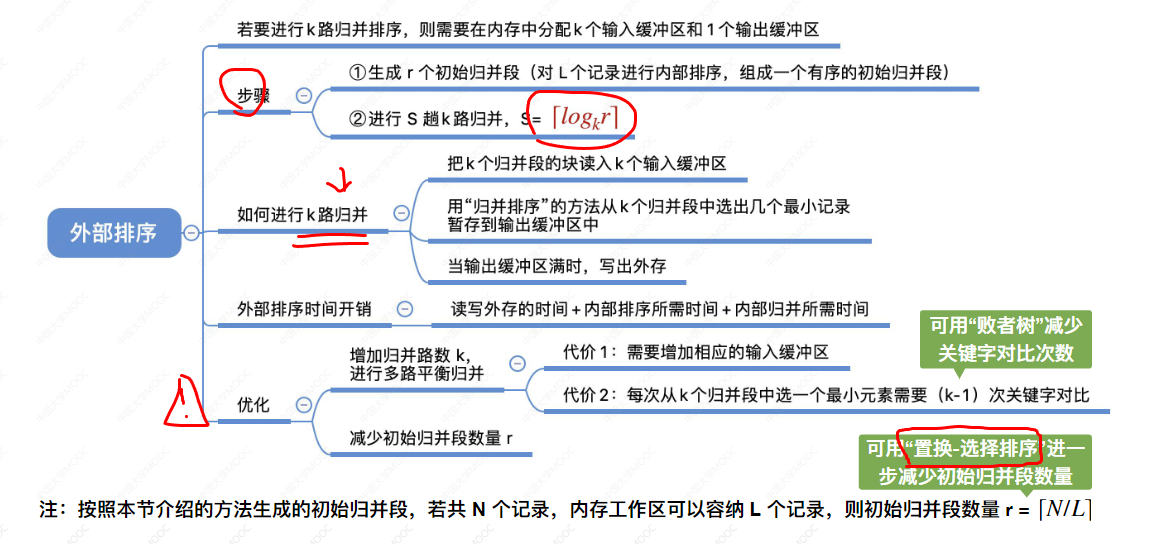 若要进行k路归并排序，则需要在内存中分配k个输入缓冲区和1个输出缓冲区
步骤
①生成 r 个初始归并段（对 L个记录进行内部排序，组成一个有序的初始归并段）
②进行 S 趟k路归并，S= ⌈logₖr⌉
外部排序
如何进行k路归并
把k个归并段的块读入k个输入缓冲区
用“归并排序”的方法从k个归并段中选出几个最小记录
暂存到输出缓冲区中
当输出缓冲区满时，写出外存
外部排序时间开销
读写外存的时间+内部排序所需时间+内部归并所需时间
优化
增加归并路数 k，
进行多路平衡归并
代价 1：需要增加相应的输入缓冲区
代价 2：每次从k个归并段中选一个最小元素需要（k-1）次关键字对比
可用“败者树”减少
关键字对比次数
减少初始归并段数量 r
可用“置换-选择排序”进一
步减少初始归并段数量
注：按照本节介绍的方法生成的初始归并段，若共 N 个记录，内存工作区可以容纳 L 个记录，则初始归并段数量 r = ⌈N/L⌉